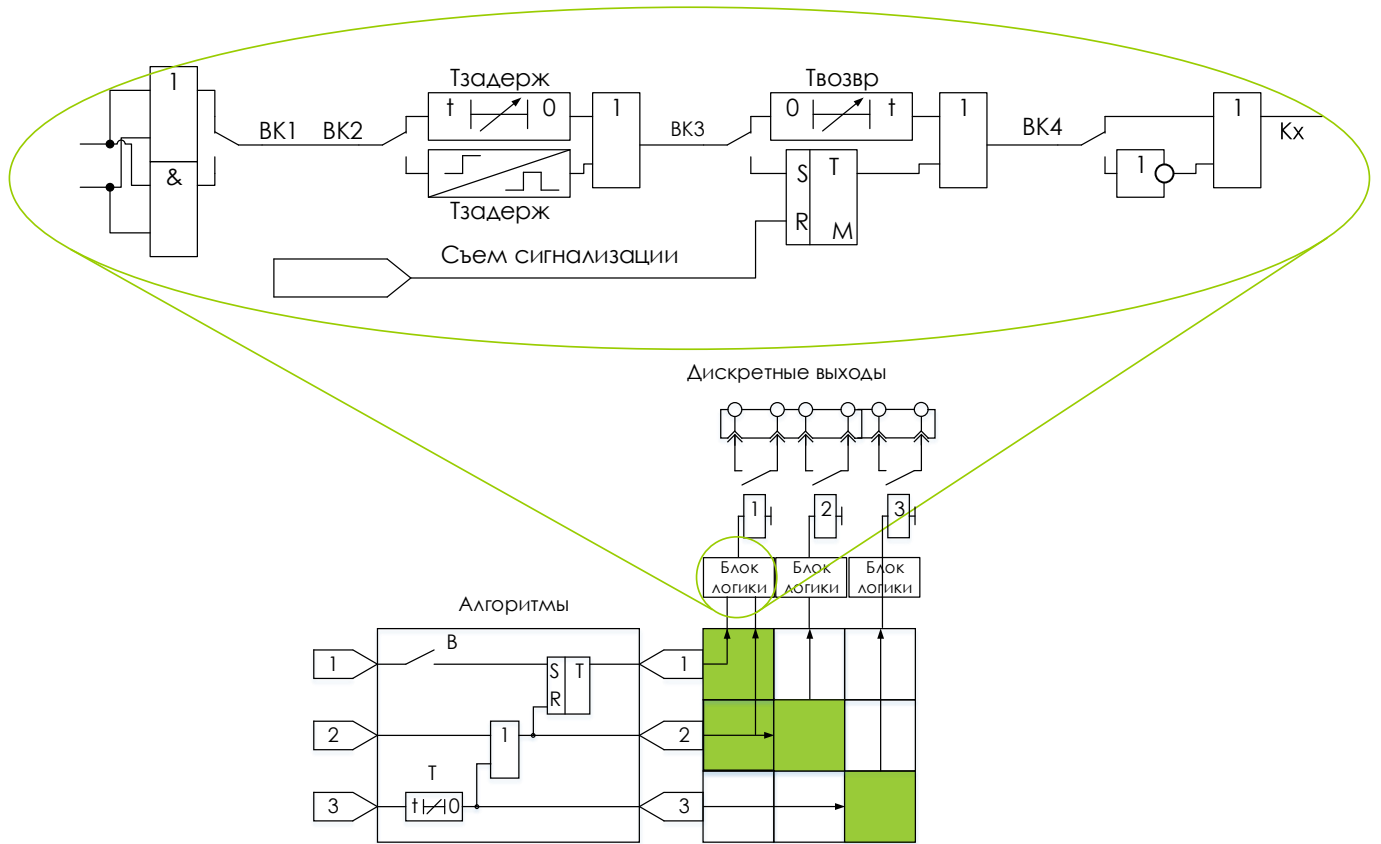 Тзадерж
Твозвр
1
t
0
1
0
t
1
1
ВК1
ВК2
ВК3
ВК4
Кх
&
S
T
1
R
М
Тзадерж
Съем сигнализации
Дискретные выходы
1
2
3
Блок
логики
Блок
логики
Блок
логики
Алгоритмы
1
В
S
T
R
1
2
1
2
Т
3
t
0
3